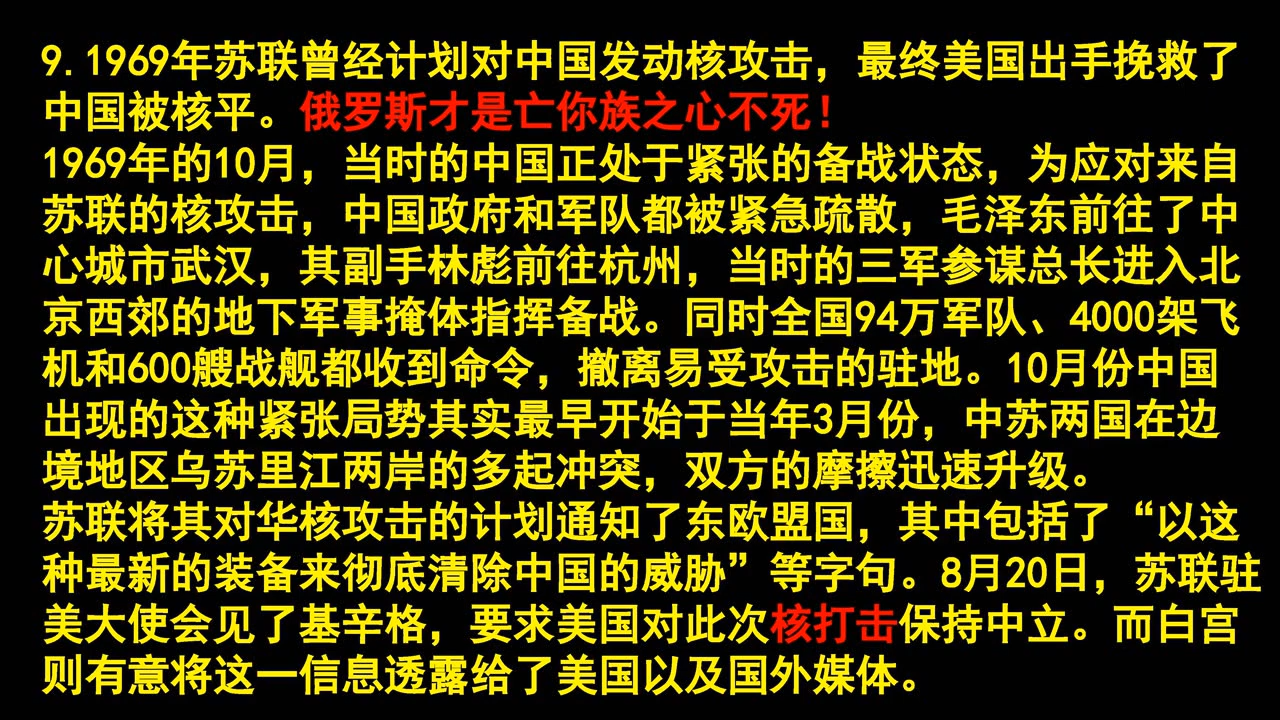 9.1969年苏联曾经计划对中国发动核攻击，最终美国出手挽救了
中国被核平。俄罗斯才是亡你族之心不死！
1969年的10月，当时的中国正处于紧张的备战状态，为应对来自
苏联的核攻击，中国政府和军队都被紧急疏散，毛泽东前往了中
心城市武汉，其副手林彪前往杭州，当时的三军参谋总长进入北
京西郊的地下军事掩体指挥备战。同时全国94万军队、4000架飞
机和600艘战舰都收到命令，撤离易受攻击的驻地。10月份中国
出现的这种紧张局势其实最早开始于当年3月份，中苏两国在边
境地区乌苏里江两岸的多起冲突，双方的摩擦迅速升级。
苏联将其对华核攻击的计划通知了东欧盟国，其中包括了“以这
种最新的装备来彻底清除中国的威胁”等字句。8月20日，苏联驻
美大使会见了基辛格，要求美国对此次核打击保持中立。而白宫
则有意将这一信息透露给了美国以及国外媒体。